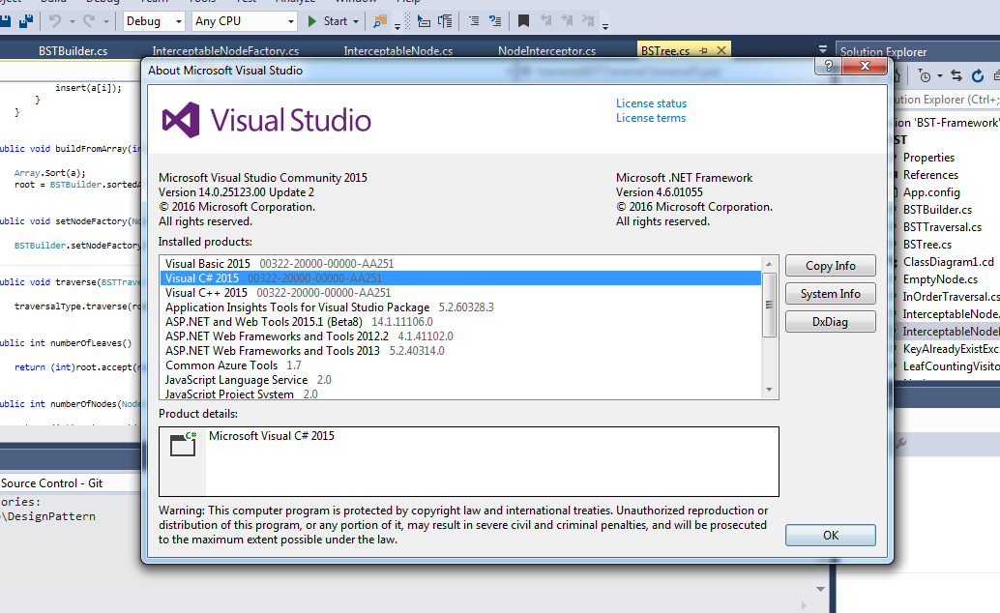 Build
Debug
Tools
Test
Analyze
Window
Help
Debug
Any CPU
Start
BSTBuilder.cs
InterceptableNodeFactory.cs
InterceptableNode.cs
NodeInterceptor.cs
BSTree.cs
Solution Explorer
About Microsoft Visual Studio
insert(a[i]);
}
}
ublic void buildFromArray(in
Array.Sort(a);
root = BSTBuilder.sortedA
ublic void setNodeFactory(No
BSTBuilder.setNodeFactory
ublic void traverse(BSTTrave
traversalType.traverse(ro
ublic int numberOfLeaves()
return (int)root.accept(n
ublic int numberOfNodes(Node
Source Control - Git
ories:
\DesignPattern
Visual Studio
License status
License terms
Microsoft Visual Studio Community 2015
Version 14.0.25123.00 Update 2
© 2016 Microsoft Corporation.
All rights reserved.
Microsoft .NET Framework
Version 4.6.01055
© 2016 Microsoft Corporation.
All rights reserved.
Installed products:
Visual Basic 2015 00322-20000-00000-AA251
Visual C# 2015 00322-20000-00000-AA251
Visual C++ 2015 00322-20000-00000-AA251
Application Insights Tools for Visual Studio Package 5.2.60328.3
ASP.NET and Web Tools 2015.1 (Beta8) 14.1.11106.0
ASP.NET Web Frameworks and Tools 2012.2 4.1.41102.0
ASP.NET Web Frameworks and Tools 2013 5.2.40314.0
Common Azure Tools 1.7
JavaScript Language Service 2.0
JavaScript Project System 2.0
Copy Info
System Info
DxDiag
Product details:
C#
Microsoft Visual C# 2015
Warning: This computer program is protected by copyright law and international treaties. Unauthorized reproduction or
distribution of this program, or any portion of it, may result in severe civil and criminal penalties, and will be prosecuted
to the maximum extent possible under the law.
OK
ution Explorer (Ctrl+;
ion 'BST-Framework'
ST
Properties
References
App.config
BSTBuilder.cs
BSTTraversal.cs
BSTree.cs
ClassDiagram1.cd
EmptyNode.cs
InOrderTraversal.cs
InterceptableNode.
InterceptableNodeF
KeyAlreadyExistExc
LeafCountingVisito